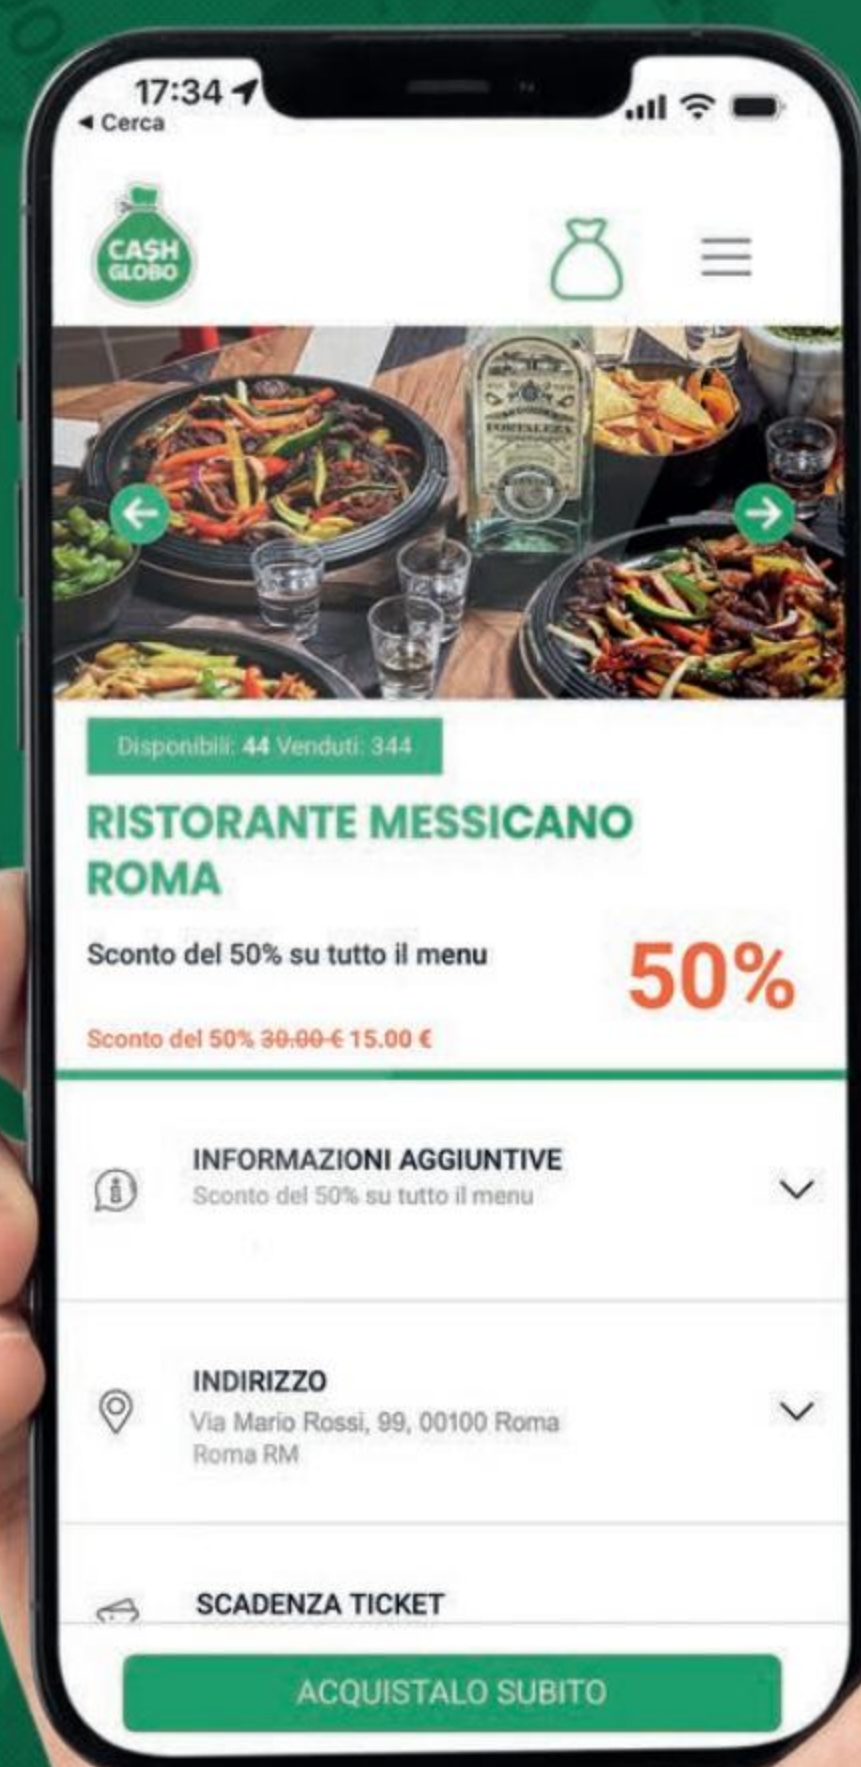 17:34
◀ Cerca
CA$H
GLOBO
FORTALEZA
Disponibili: 44 Venduti: 344
RISTORANTE MESSICANO
ROMA
Sconto del 50% su tutto il menu
50%
Sconto del 50% 30.00 € 15.00 €
INFORMAZIONI AGGIUNTIVE
Sconto del 50% su tutto il menu
INDIRIZZO
Via Mario Rossi, 99, 00100 Roma
Roma RM
SCADENZA TICKET
ACQUISTALO SUBITO